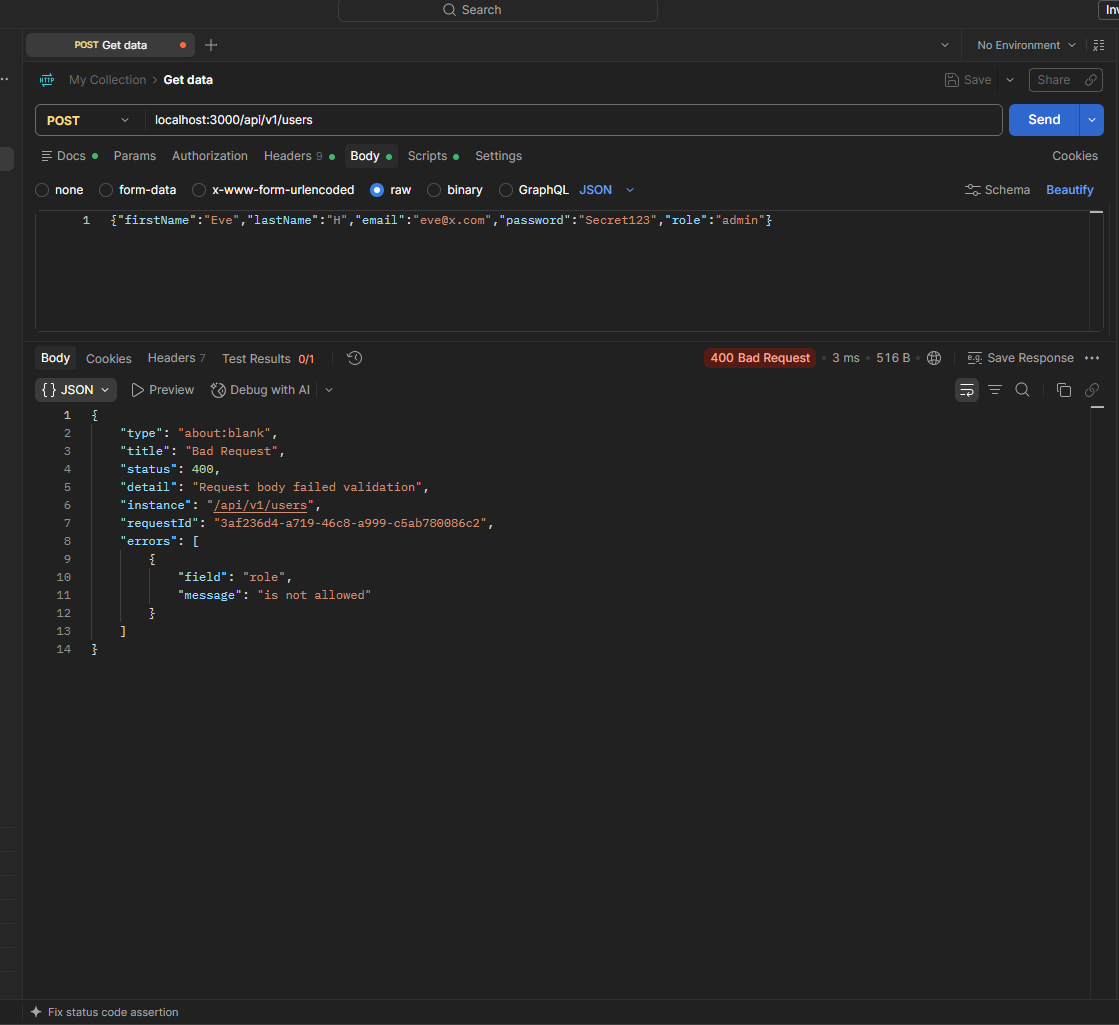 Search
Inv
POST Get data
No Environment
HTTP My Collection > Get data
Save
Share
POST
localhost:3000/api/v1/users
Send
Docs
Params
Authorization
Headers 9
Body
Scripts
Settings
Cookies
none
form-data
x-www-form-urlencoded
raw
binary
GraphQL
JSON
Schema
Beautify
1 {"firstName":"Eve","lastName":"H","email":"eve@x.com","password":"Secret123","role":"admin"}
Body
Cookies
Headers 7
Test Results 0/1
400 Bad Request • 3 ms • 516 B
e.g. Save Response
{} JSON
Preview
Debug with AI
1 {
2 "type": "about:blank",
3 "title": "Bad Request",
4 "status": 400,
5 "detail": "Request body failed validation",
6 "instance": "/api/v1/users",
7 "requestId": "3af236d4-a719-46c8-a999-c5ab780086c2",
8 "errors": [
9 {
10 "field": "role",
11 "message": "is not allowed"
12 }
13 ]
14 }
Fix status code assertion